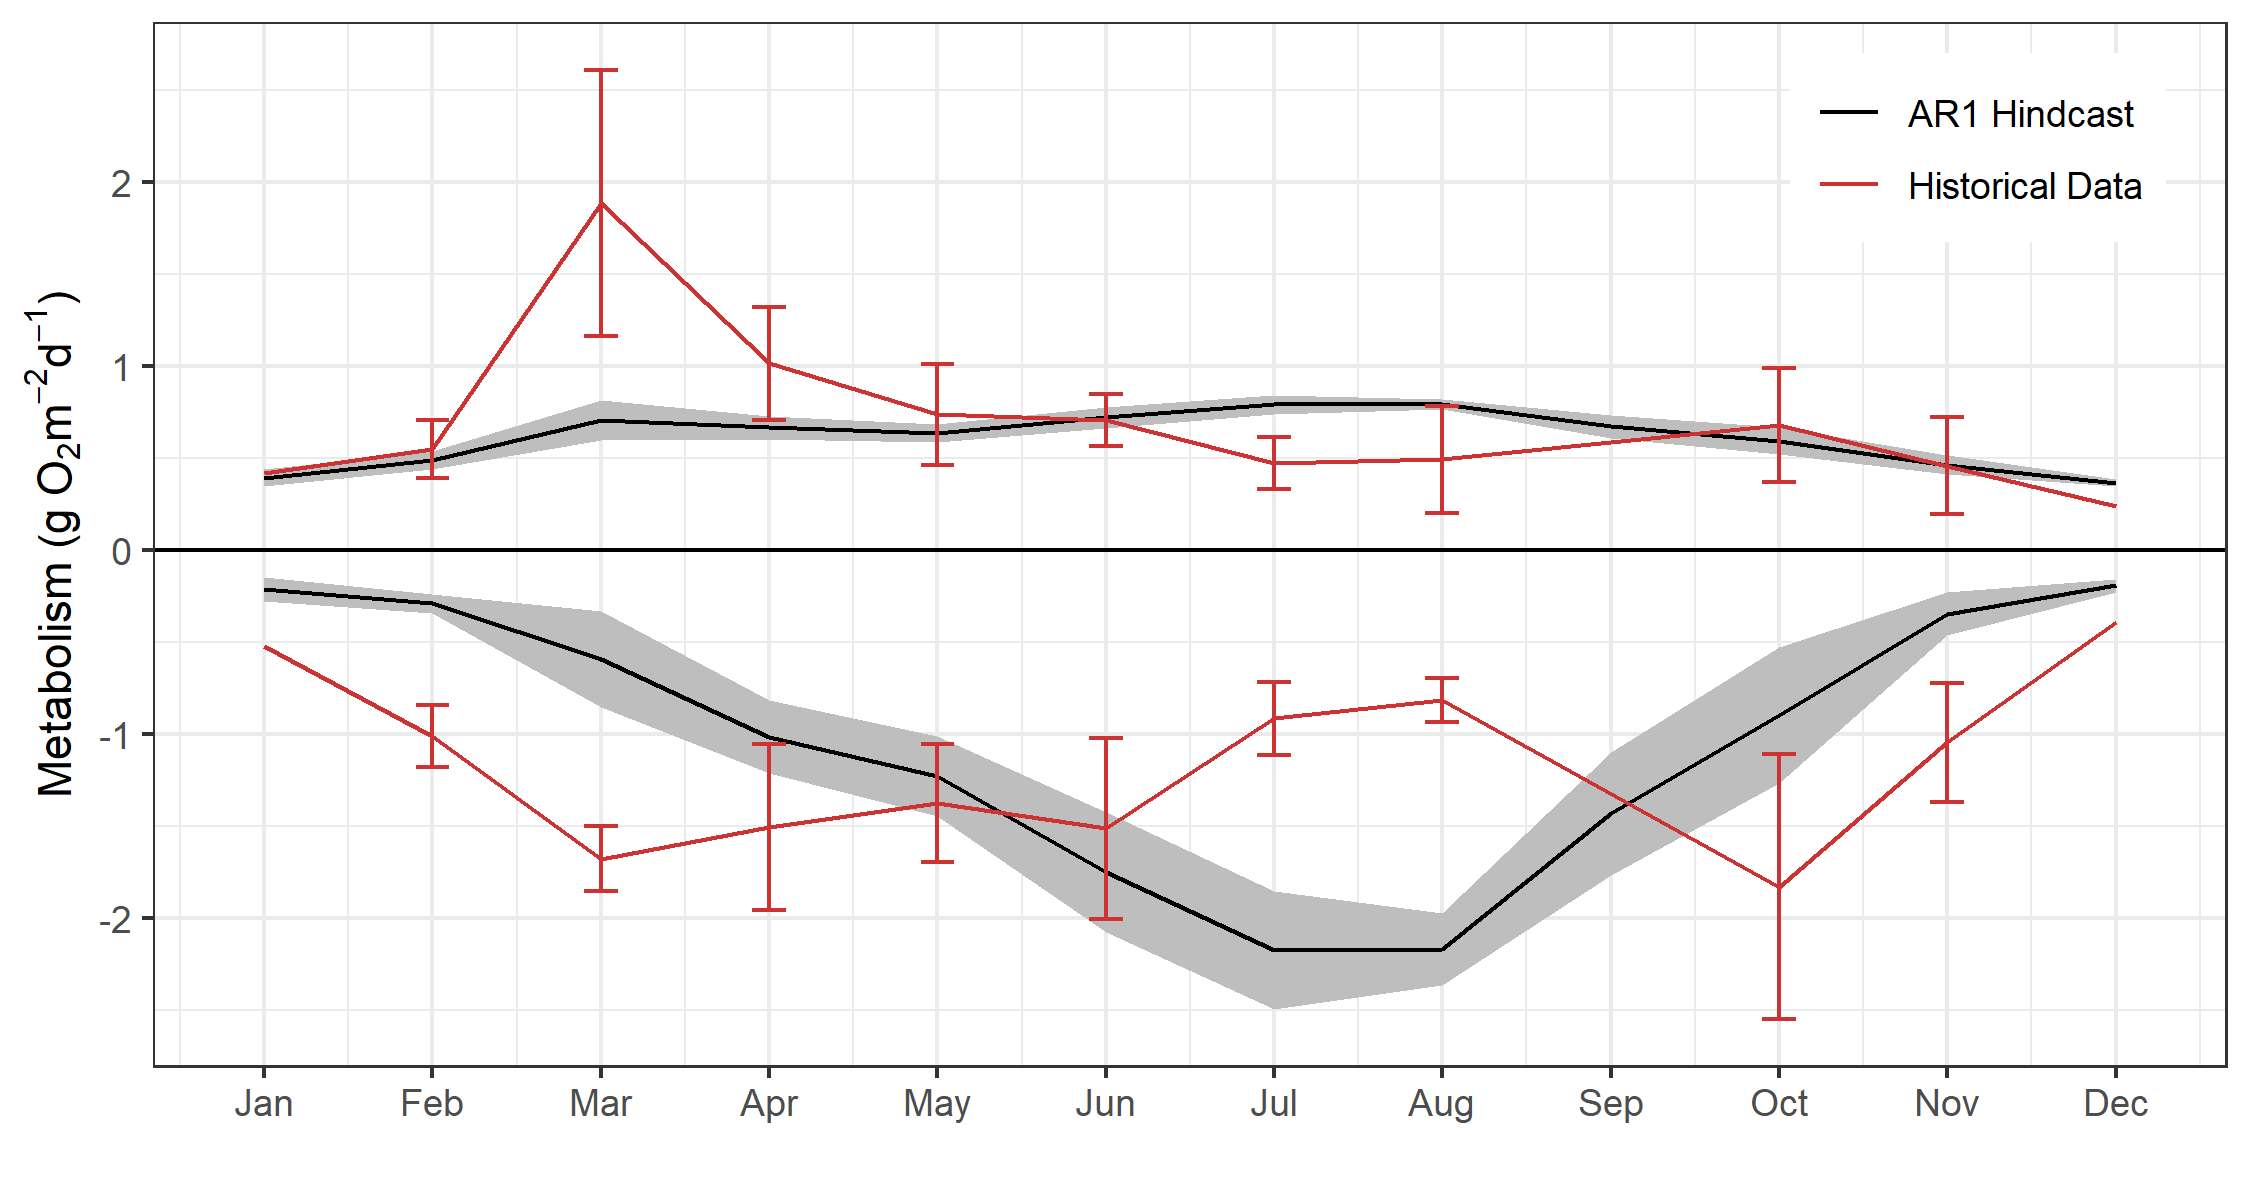 AR1 Hindcast
Historical Data
Metabolism (g O₂m⁻²d⁻¹)
2
1
0
-1
-2
Jan Feb Mar Apr May Jun Jul Aug Sep Oct Nov Dec